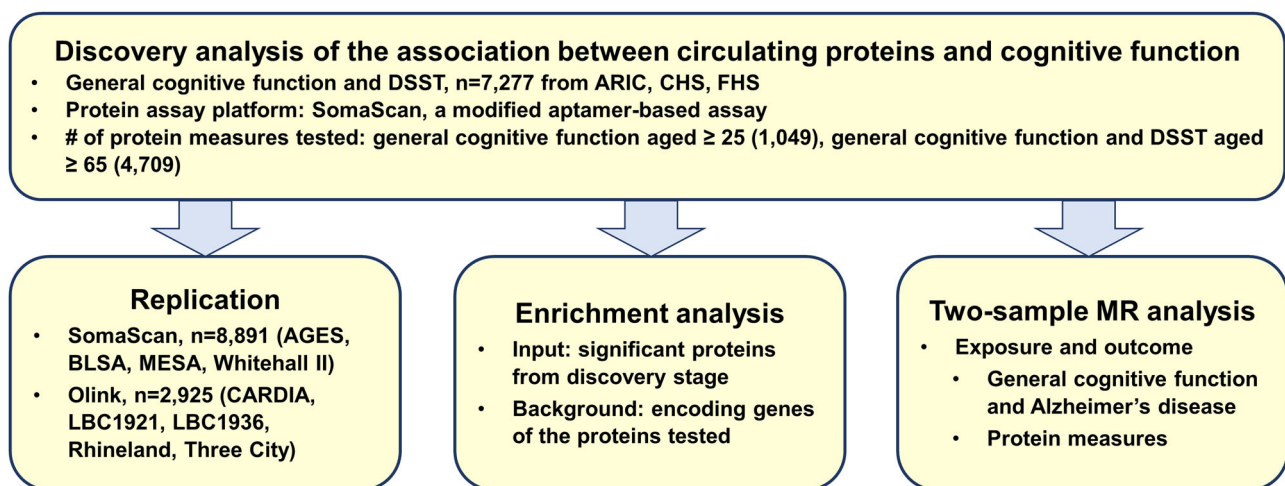 Discovery analysis of the association between circulating proteins and cognitive function
• General cognitive function and DSST, n=7,277 from ARIC, CHS, FHS
• Protein assay platform: SomaScan, a modified aptamer-based assay
• # of protein measures tested: general cognitive function aged ≥ 25 (1,049), general cognitive function and DSST aged
≥ 65 (4,709)
Replication
• SomaScan, n=8,891 (AGES,
BLSA, MESA, Whitehall II)
• Olink, n=2,925 (CARDIA,
LBC1921, LBC1936,
Rhineland, Three City)
Enrichment analysis
• Input: significant proteins
from discovery stage
• Background: encoding genes
of the proteins tested
Two-sample MR analysis
• Exposure and outcome
• General cognitive function
and Alzheimer's disease
• Protein measures